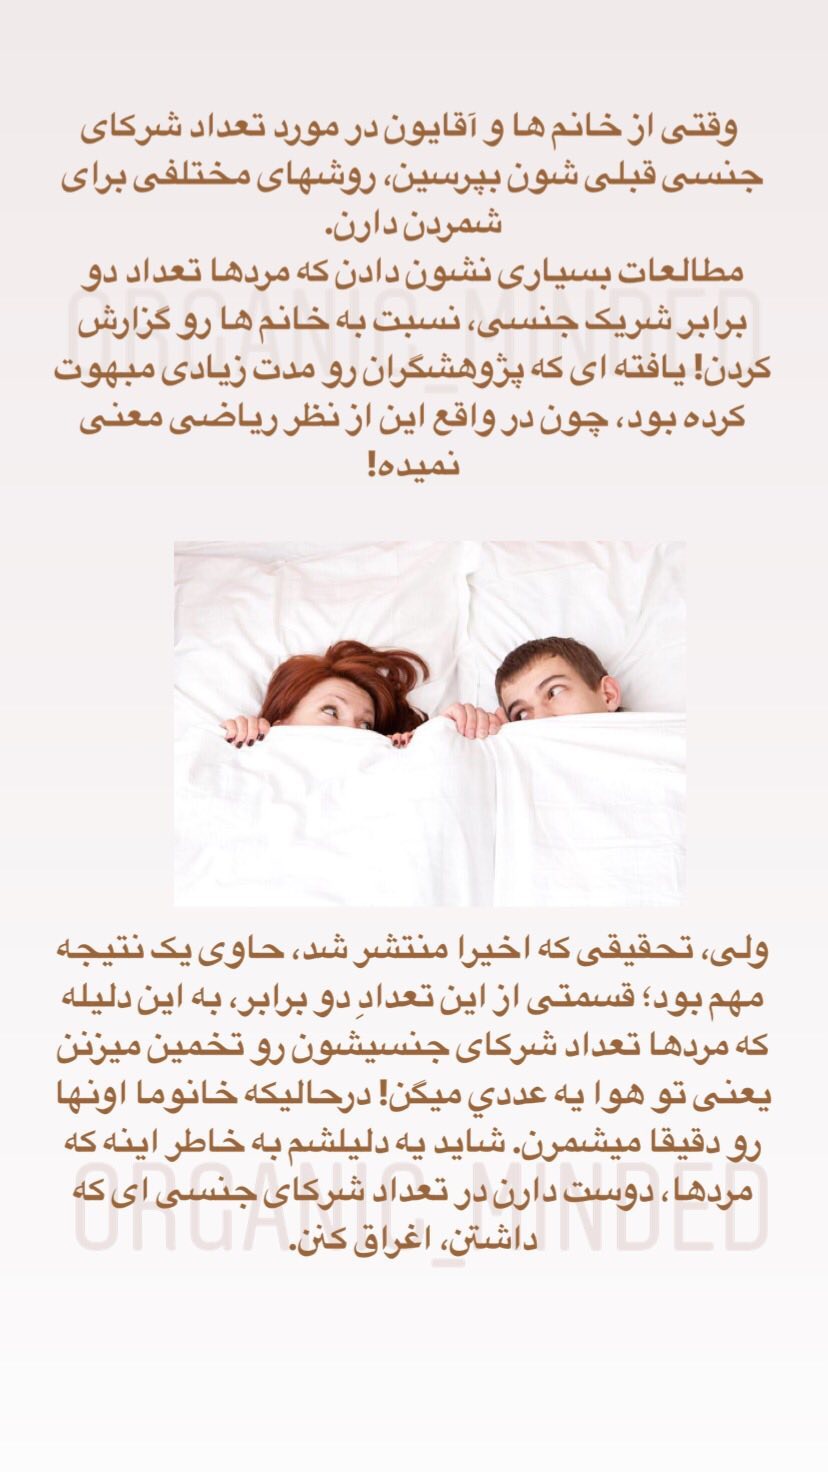 وقتی از خانم ها و آقایون در مورد تعداد شرکای
جنسی قبلی شون بپرسین، روشهای مختلفی برای
شمردن دارن.
مطالعات بسیاری نشون دادن که مردها تعداد دو
برابر شریک جنسی، نسبت به خانم ها رو گزارش
کردن! یافته ای که پژوهشگران رو مدت زیادی مبهوت
کرده بود، چون در واقع این از نظر ریاضی معنی
نمیده!
ORGANIC_MINDED
ولی، تحقیقی که اخیرا منتشر شد، حاوی یک نتیجه
مهم بود؛ قسمتی از این تعدادِ دو برابر، به این دلیله
که مردها تعداد شرکای جنسیشون رو تخمین میزنن
یعنی تو هوا یه عددي میگن! درحالیکه خانوما اونها
رو دقیقا میشمرن. شاید یه دلیلشم به خاطر اینه که
مردها، دوست دارن در تعداد شرکای جنسی ای که
داشتن، اغراق کنن.
ORGANIC_MINDED